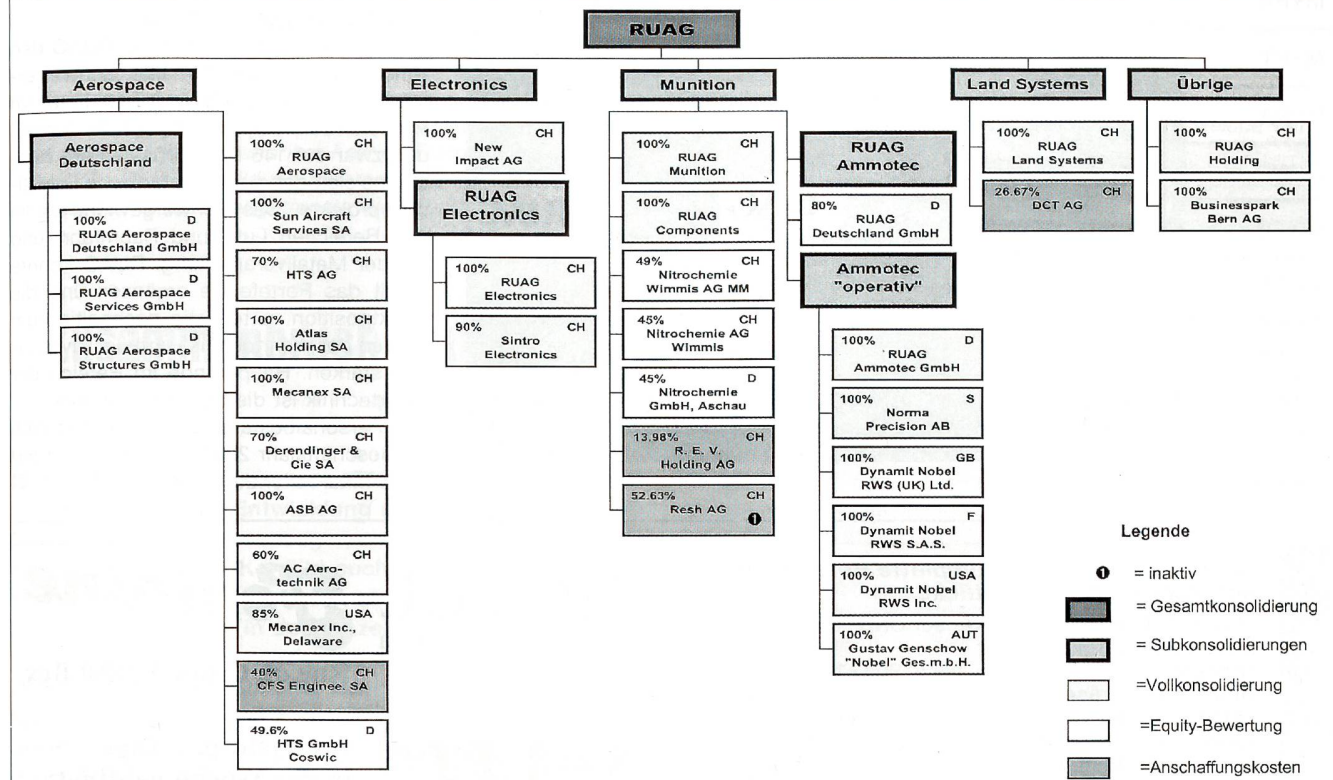 RUAG
Aerospace
Electronics
Munition
Land Systems
Übrige
Aerospace
Deutschland
100% D
RUAG Aerospace
Deutschland GmbH
100% D
RUAG Aerospace
Services GmbH
100% D
RUAG Aerospace
Structures GmbH
100% CH
RUAG
Aerospace
100% CH
Sun Aircraft
Services SA
70% CH
HTS AG
100% CH
Atlas
Holding SA
100% CH
Mecanex SA
70% CH
Derendinger &
Cie SA
100% CH
ASB AG
60% CH
AC Aero-
technik AG
85% USA
Mecanex Inc.,
Delaware
40% CH
CFS Enginee. SA
49.6% D
HTS GmbH
Coswic
100% CH
New
Impact AG
RUAG
Electronics
100% CH
RUAG
Electronics
90% CH
Sintro
Electronics
100% CH
RUAG
Munition
100% CH
RUAG
Components
49% CH
Nitrochemie
Wimmis AG MM
45% CH
Nitrochemie AG
Wimmis
45% D
Nitrochemie
GmbH, Aschau
13.98% CH
R. E. V.
Holding AG
52.63% CH
Resh AG
❶
RUAG
Ammotec
80% D
RUAG
Deutschland GmbH
Ammotec
"operativ"
100% D
RUAG
Ammotec GmbH
100% S
Norma
Precision AB
100% GB
Dynamit Nobel
RWS (UK) Ltd.
100% F
Dynamit Nobel
RWS S.A.S.
100% USA
Dynamit Nobel
RWS Inc.
100% AUT
Gustav Genschow
"Nobel" Ges.m.b.H.
100% CH
RUAG
Land Systems
26.67% CH
DCT AG
100% CH
RUAG
Holding
100% CH
Businesspark
Bern AG
Legende
❶ = inaktiv
= Gesamtkonsolidierung
= Subkonsolidierungen
=Vollkonsolidierung
=Equity-Bewertung
=Anschaffungskosten